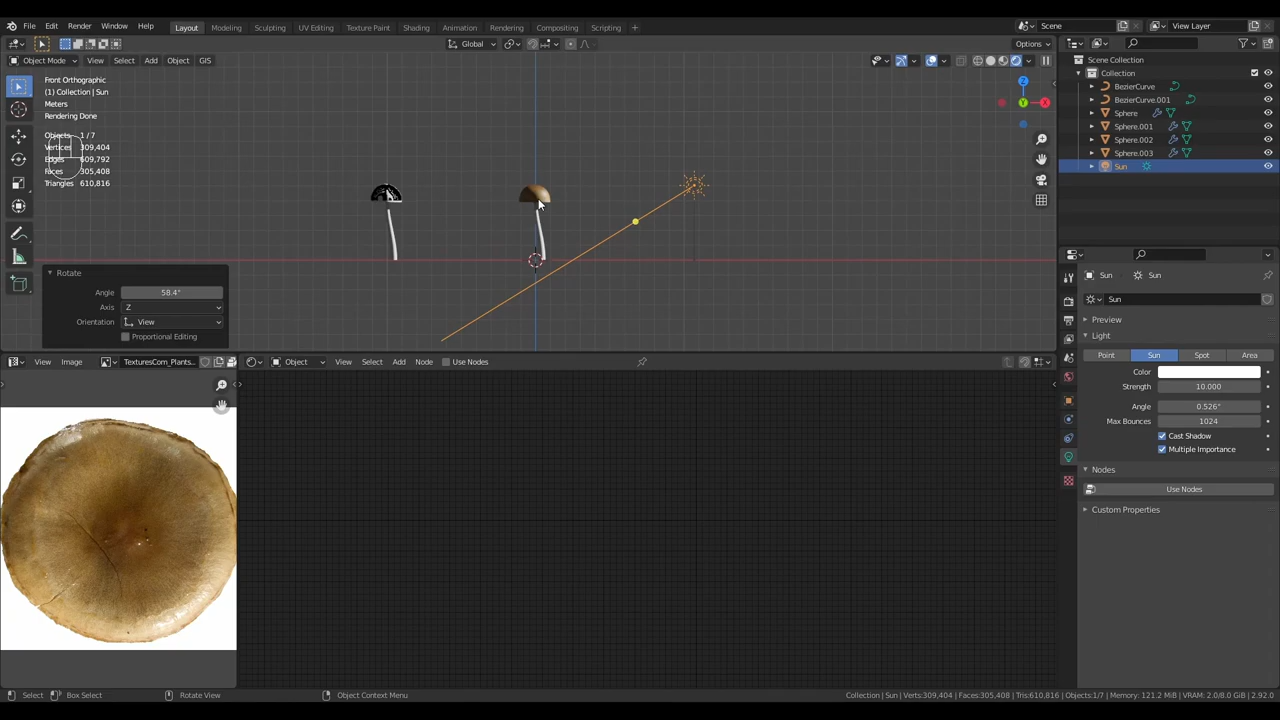 File Edit Render Window Help Layout Modeling Sculpting UV Editing Texture Paint Shading Animation Rendering Compositing Scripting + Scene View Layer
Global Options
Object Mode View Select Add Object GIS
Front Orthographic
(1) Collection | Sun
Meters
Rendering Done
Objects 1 / 7
Vertices 309,404
Edges 609,792
Faces 305,408
Triangles 610,816
Z
Y
X
Rotate
Angle 58.4°
Axis Z
Orientation View
Proportional Editing
Scene Collection
Collection
BezierCurve
BezierCurve.001
Sphere
Sphere.001
Sphere.002
Sphere.003
Sun
Sun Sun
Sun
Preview
Light
Point Sun Spot Area
Color
Strength 10.000
Angle 0.526°
Max Bounces 1024
Cast Shadow
Multiple Importance
Nodes
Use Nodes
Custom Properties
View Image TexturesCom_Plants... Object View Select Add Node Use Nodes
Select Box Select Rotate View Object Context Menu Collection | Sun | Verts:309,404 | Faces:305,408 | Tris:610,816 | Objects:1/7 | Memory: 121.2 MiB | VRAM: 2.0/8.0 GiB | 2.92.0